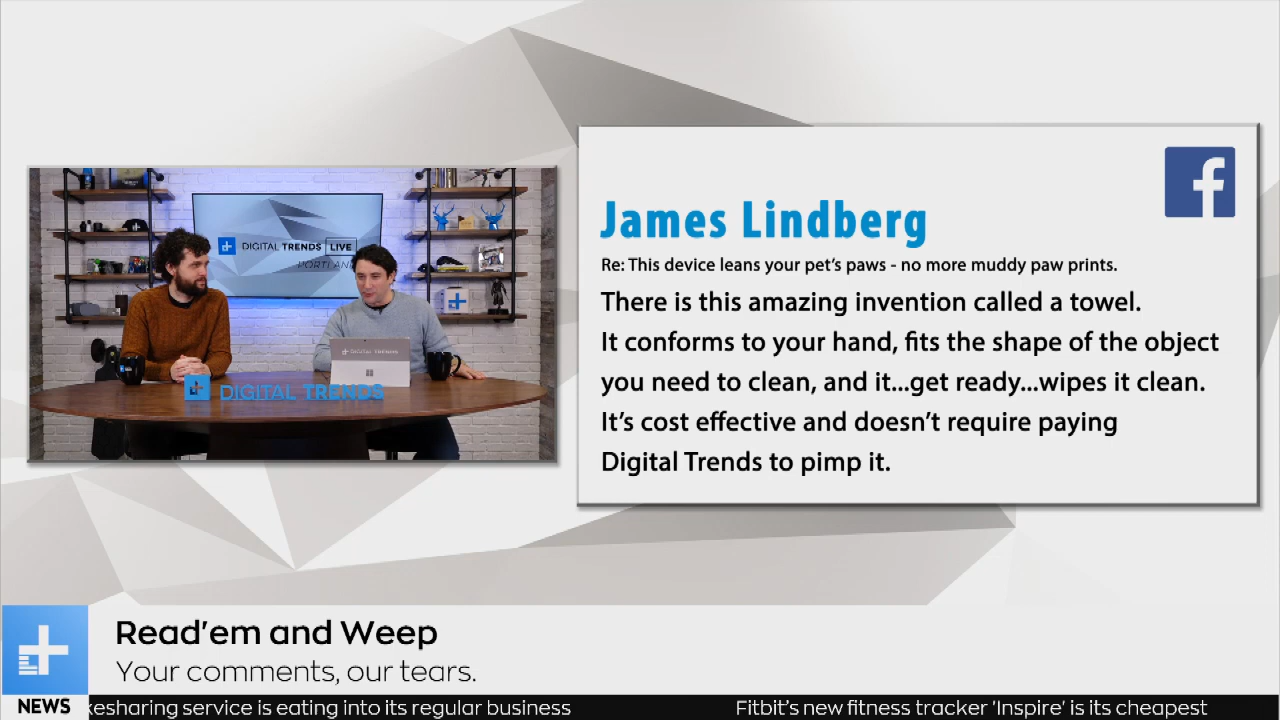 DIGITAL TRENDS LIVE
PORTLAND
DIGITAL TRENDS
DIGITAL TRENDS
James Lindberg
Re: This device leans your pet's paws - no more muddy paw prints.
There is this amazing invention called a towel.
It conforms to your hand, fits the shape of the object
you need to clean, and it...get ready...wipes it clean.
It's cost effective and doesn't require paying
Digital Trends to pimp it.
Read'em and Weep
Your comments, our tears.
NEWS
kesharing service is eating into its regular business
Fitbit's new fitness tracker 'Inspire' is its cheapest